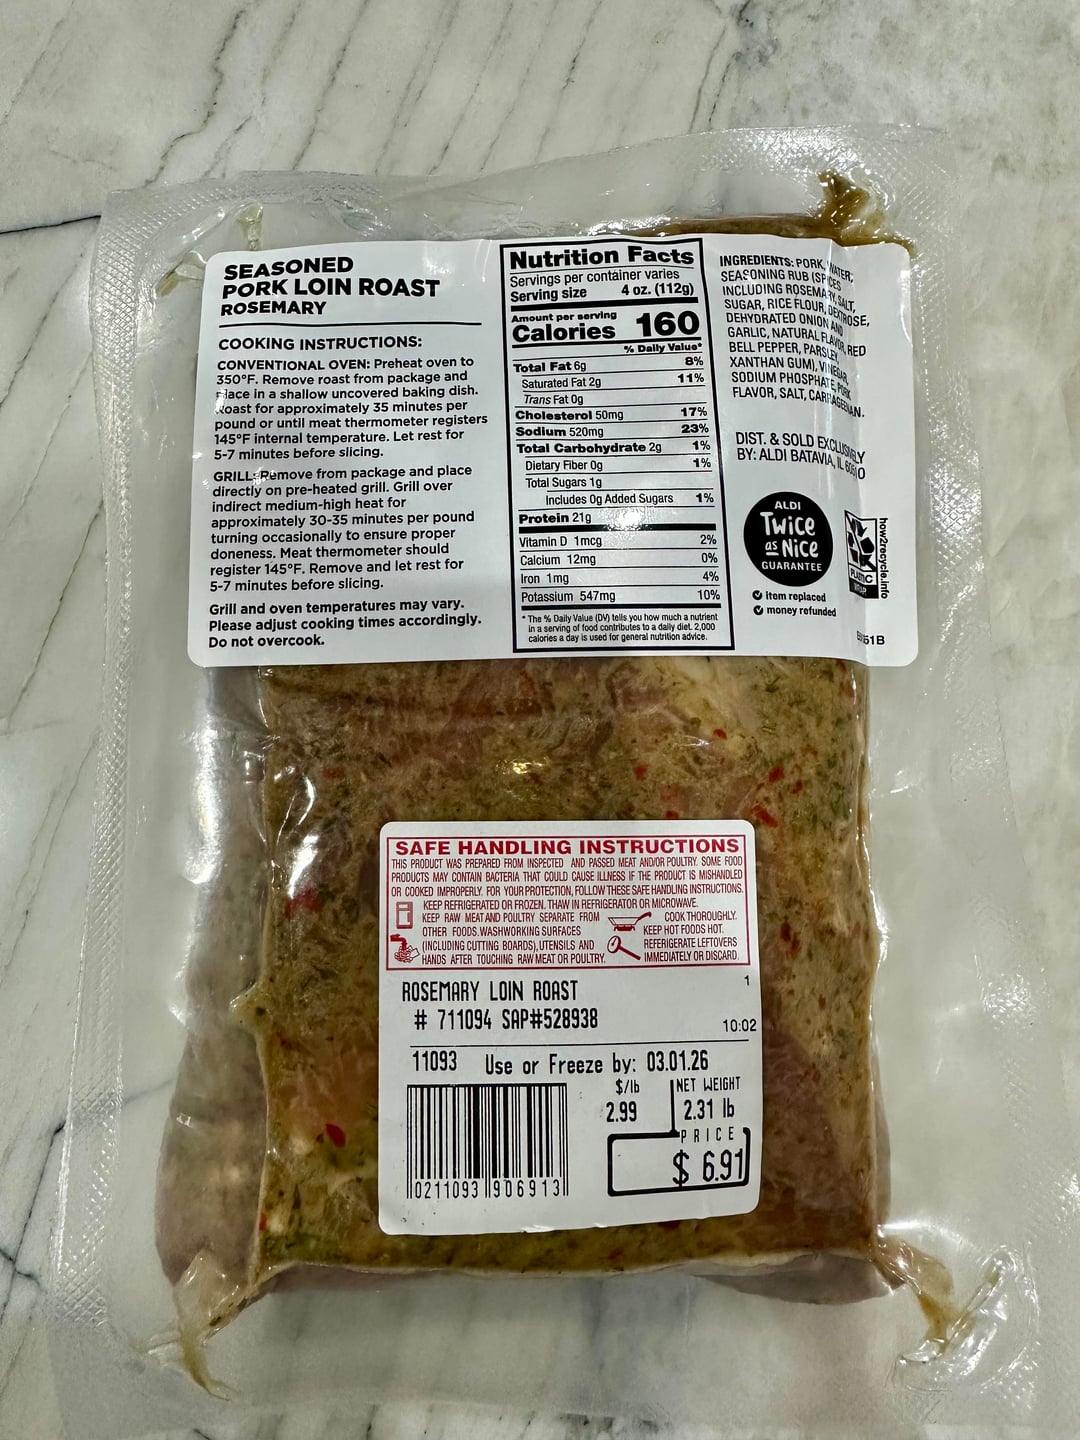 SEASONED
PORK LOIN ROAST
ROSEMARY
COOKING INSTRUCTIONS:
CONVENTIONAL OVEN: Preheat oven to
350°F. Remove roast from package and
place in a shallow uncovered baking dish.
Roast for approximately 35 minutes per
pound or until meat thermometer registers
145°F internal temperature. Let rest for
5-7 minutes before slicing.
GRILL: Remove from package and place
directly on pre-heated grill. Grill over
indirect medium-high heat for
approximately 30-35 minutes per pound
turning occasionally to ensure proper
doneness. Meat thermometer should
register 145°F. Remove and let rest for
5-7 minutes before slicing.
Grill and oven temperatures may vary.
Please adjust cooking times accordingly.
Do not overcook.
Nutrition Facts
Servings per container varies
Serving size 4 oz. (112g)
Amount per serving
Calories 160
% Daily Value*
Total Fat 6g 8%
Saturated Fat 2g 11%
Trans Fat 0g
Cholesterol 50mg 17%
Sodium 520mg 23%
Total Carbohydrate 2g 1%
Dietary Fiber 0g 1%
Total Sugars 1g
Includes 0g Added Sugars 1%
Protein 21g
Vitamin D 1mcg 2%
Calcium 12mg 0%
Iron 1mg 4%
Potassium 547mg 10%
* The % Daily Value (DV) tells you how much a nutrient
in a serving of food contributes to a daily diet. 2,000
calories a day is used for general nutrition advice.
INGREDIENTS: PORK, WATER,
SEASONING RUB (SPICES
INCLUDING ROSEMARY, SALT,
SUGAR, RICE FLOUR, DEXTROSE,
DEHYDRATED ONION AND
GARLIC, NATURAL FLAVOR, RED
BELL PEPPER, PARSLEY,
XANTHAN GUM), VINEGAR,
SODIUM PHOSPHATE, PORK
FLAVOR, SALT, CARRAGEENAN.
DIST. & SOLD EXCLUSIVELY
BY: ALDI BATAVIA, IL 60510
ALDI
Twice
as Nice
GUARANTEE
item replaced
money refunded
PLASTIC
WRAP
how2recycle.info
SAFE HANDLING INSTRUCTIONS
THIS PRODUCT WAS PREPARED FROM INSPECTED AND PASSED MEAT AND/OR POULTRY. SOME FOOD
PRODUCTS MAY CONTAIN BACTERIA THAT COULD CAUSE ILLNESS IF THE PRODUCT IS MISHANDLED
OR COOKED IMPROPERLY. FOR YOUR PROTECTION, FOLLOW THESE SAFE HANDLING INSTRUCTIONS.
KEEP REFRIGERATED OR FROZEN. THAW IN REFRIGERATOR OR MICROWAVE.
KEEP RAW MEAT AND POULTRY SEPARATE FROM
OTHER FOODS. WASH WORKING SURFACES
(INCLUDING CUTTING BOARDS), UTENSILS AND
HANDS AFTER TOUCHING RAW MEAT OR POULTRY.
COOK THOROUGHLY.
KEEP HOT FOODS HOT.
REFRIGERATE LEFTOVERS
IMMEDIATELY OR DISCARD.
ROSEMARY LOIN ROAST 1
# 711094 SAP#528938
10:02
11093 Use or Freeze by: 03.01.26
$/lb NET WEIGHT
2.99 2.31 lb
PRICE
$ 6.91
0211093 906913